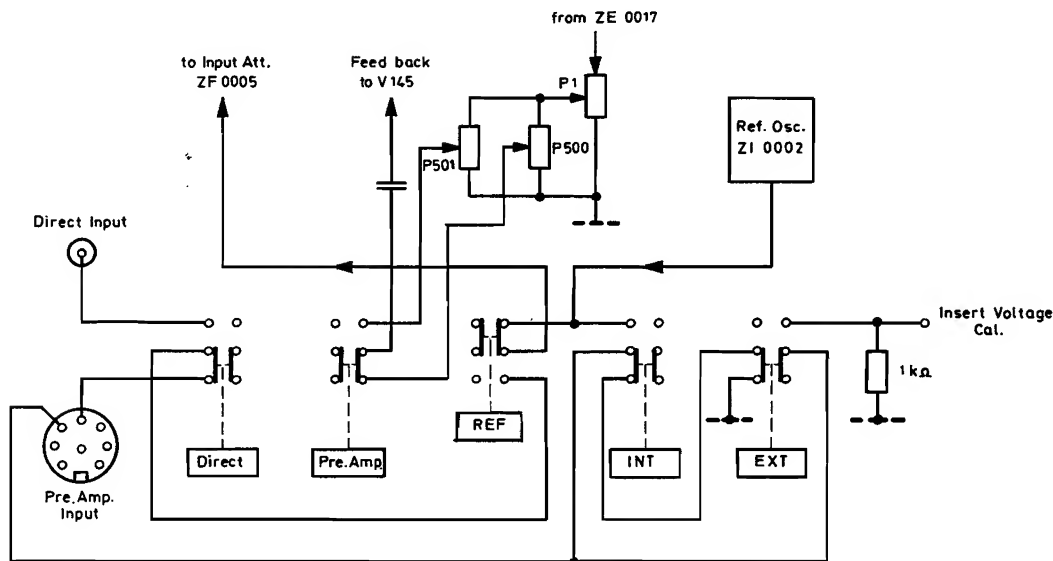 from ZE 0017
to Input Att.
ZF 0005
Feed back
to V 145
P1
P501
P500
Ref. Osc.
ZI 0002
Direct Input
Insert Voltage
Cal.
1 kΩ
Direct
Pre.Amp.
REF
INT
EXT
Pre.Amp.
Input